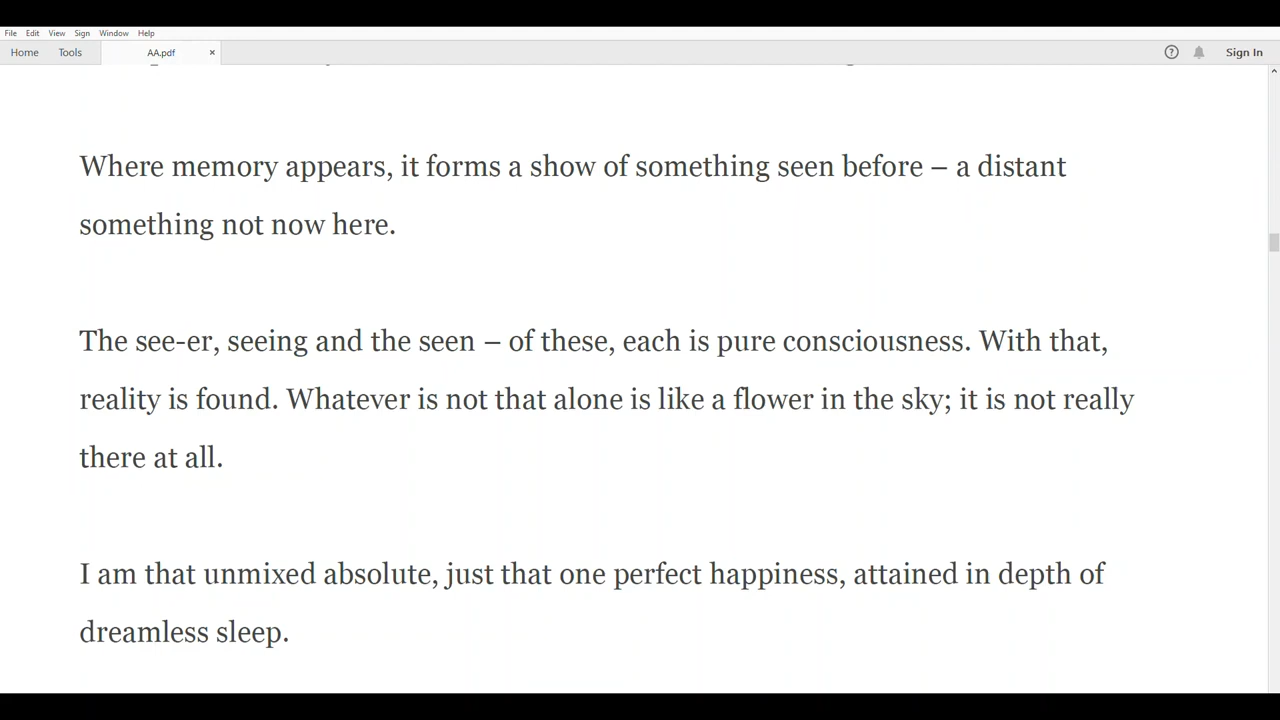 File Edit View Sign Window Help
Home Tools AA.pdf × ? Sign In
Where memory appears, it forms a show of something seen before – a distant
something not now here.
The see-er, seeing and the seen – of these, each is pure consciousness. With that,
reality is found. Whatever is not that alone is like a flower in the sky; it is not really
there at all.
I am that unmixed absolute, just that one perfect happiness, attained in depth of
dreamless sleep.